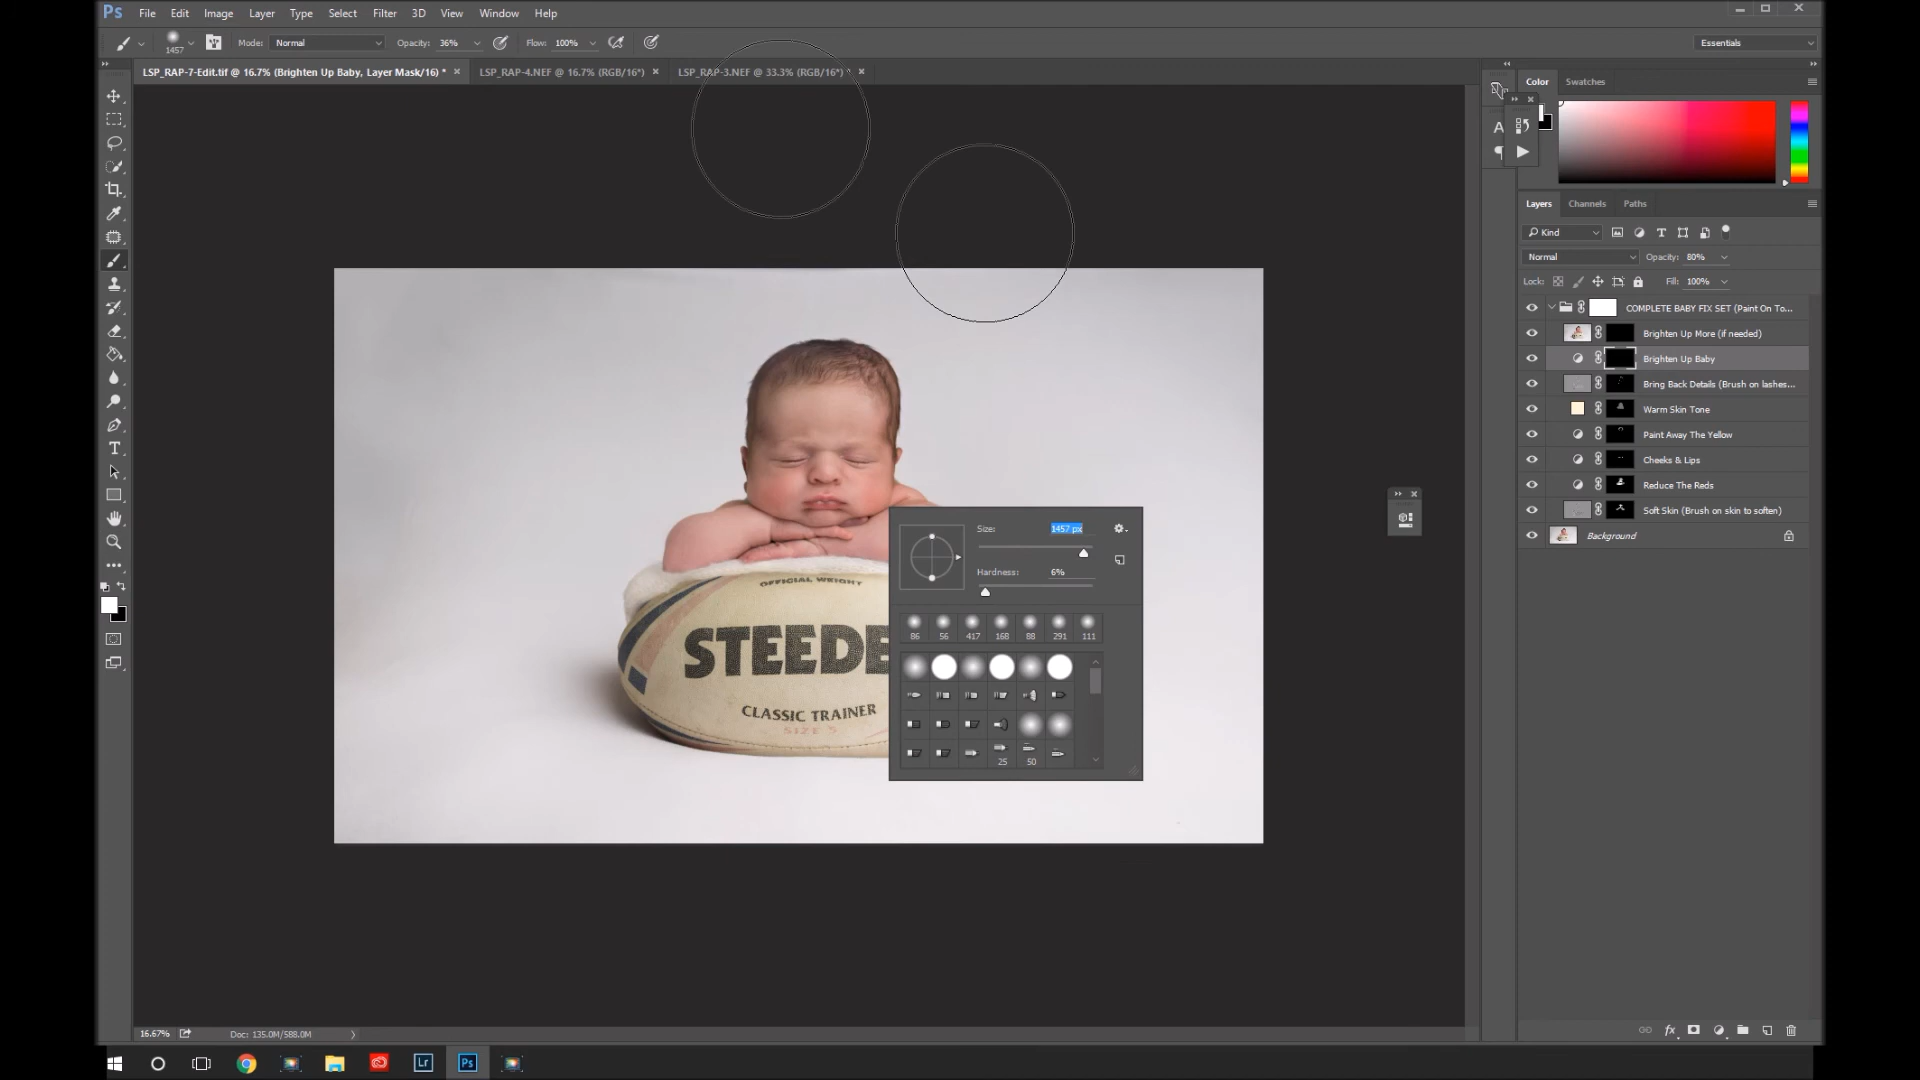 Ps File Edit Image Layer Type Select Filter 3D View Window Help
1457 Mode: Normal Opacity: 36% Flow: 100% Essentials
LSP_RAP-7-Edit.tif @ 16.7% (Brighten Up Baby, Layer Mask/16) * LSP_RAP-4.NEF @ 16.7% (RGB/16*) LSP_RAP-3.NEF @ 33.3% (RGB/16*) *
Color Swatches
Layers Channels Paths
Kind
Normal Opacity: 80%
Lock: Fill: 100%
COMPLETE BABY FIX SET (Paint On To...
Brighten Up More (if needed)
Brighten Up Baby
Bring Back Details (Brush on lashes...
Warm Skin Tone
Paint Away The Yellow
Cheeks & Lips
Reduce The Reds
Soft Skin (Brush on skin to soften)
Background
Size: 1457 px
Hardness: 6%
86 56 417 168 88 291 111
25 50
OFFICIAL WEIGHT
STEEDE
CLASSIC TRAINER
SIZE 5
16.67% Doc: 135.0M/588.0M
Lr Ps